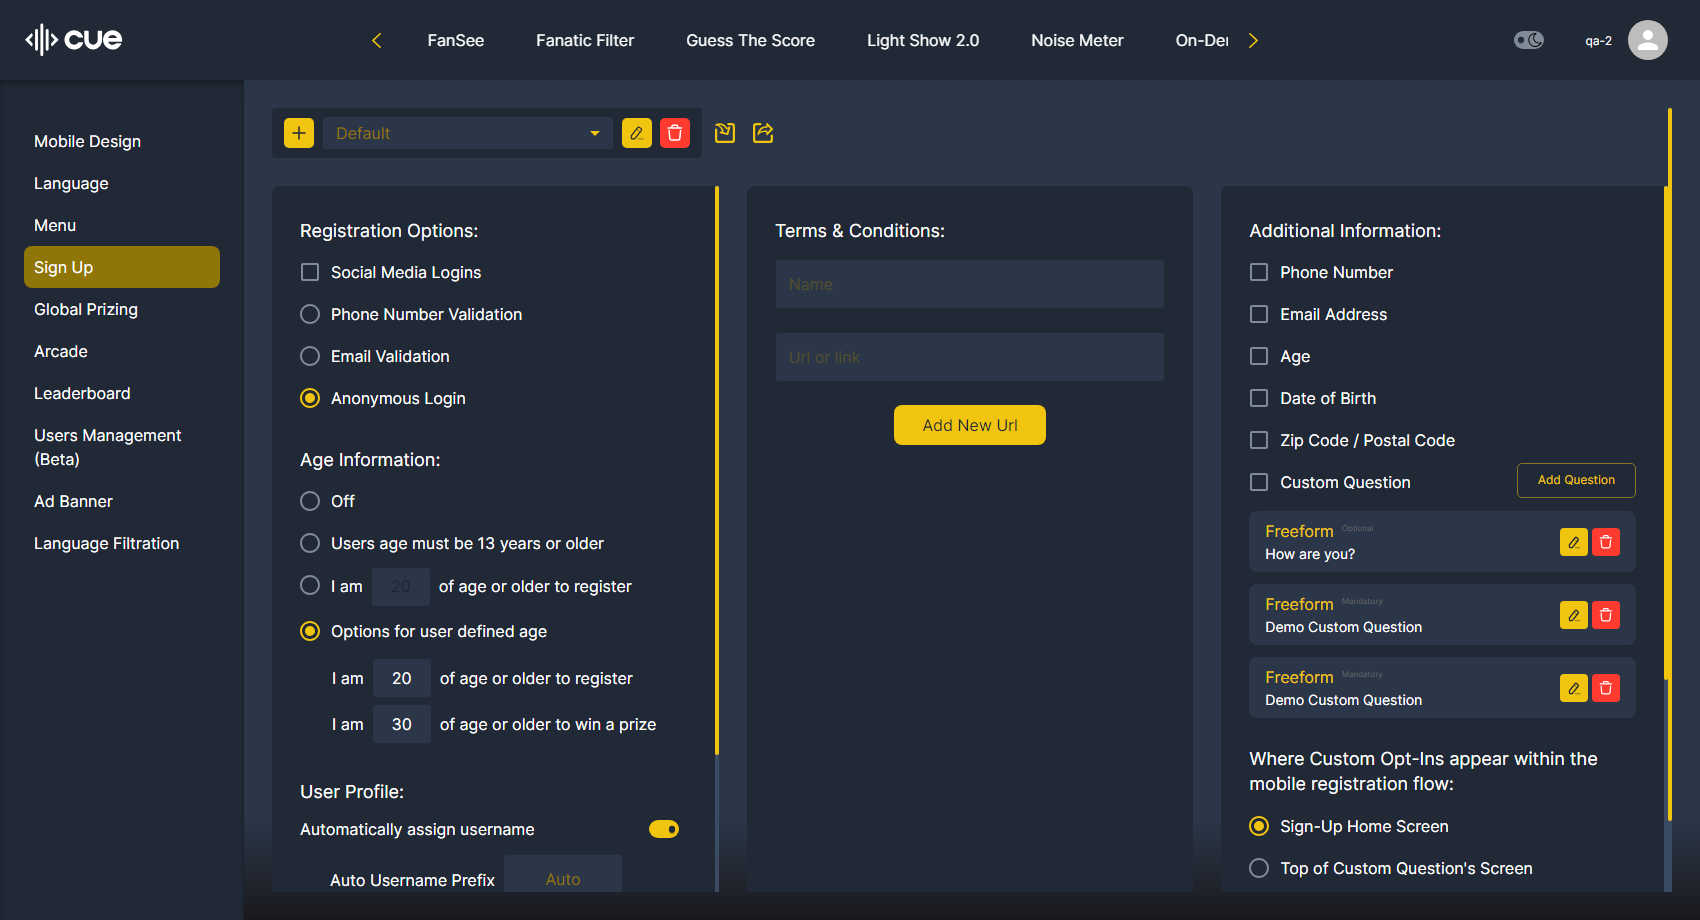 cue
FanSee
Fanatic Filter
Guess The Score
Light Show 2.0
Noise Meter
On-De
qa-2
Mobile Design
Language
Menu
Sign Up
Global Prizing
Arcade
Leaderboard
Users Management
(Beta)
Ad Banner
Language Filtration
Default
Registration Options:
Social Media Logins
Phone Number Validation
Email Validation
Anonymous Login
Age Information:
Off
Users age must be 13 years or older
I am 20 of age or older to register
Options for user defined age
I am 20 of age or older to register
I am 30 of age or older to win a prize
User Profile:
Automatically assign username
Auto Username Prefix Auto
Terms & Conditions:
Name
Url or link
Add New Url
Additional Information:
Phone Number
Email Address
Age
Date of Birth
Zip Code / Postal Code
Custom Question Add Question
Freeform Optional
How are you?
Freeform Mandatory
Demo Custom Question
Freeform Mandatory
Demo Custom Question
Where Custom Opt-Ins appear within the
mobile registration flow:
Sign-Up Home Screen
Top of Custom Question's Screen